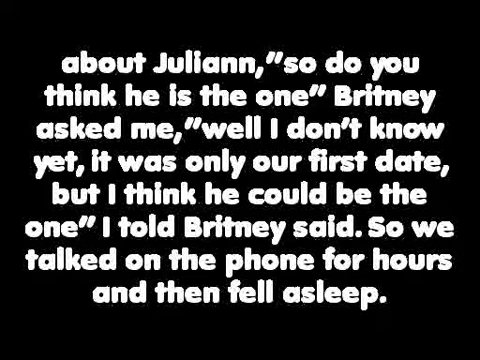 about Juliann,"so do you
think he is the one" Britney
asked me,"well I don't know
yet, it was only our first date,
but I think he could be the
one" I told Britney said. So we
talked on the phone for hours
and then fell asleep.